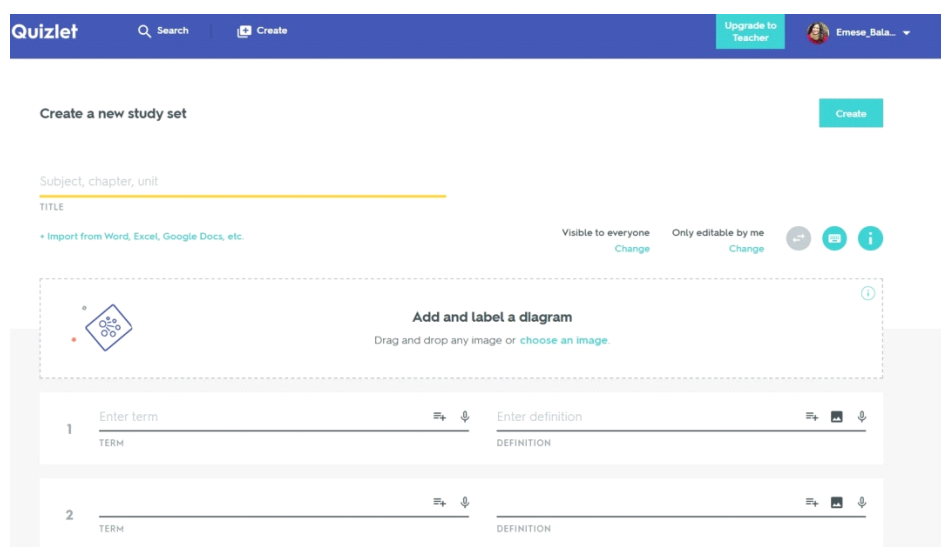 Quizlet
Search
Create
Upgrade to
Teacher
Emese_Bala...
Create a new study set
Create
Subject, chapter, unit
TITLE
+ Import from Word, Excel, Google Docs, etc.
Visible to everyone
Change
Only editable by me
Change
Add and label a diagram
Drag and drop any image or choose an image.
1
Enter term
TERM
Enter definition
DEFINITION
2
TERM
DEFINITION